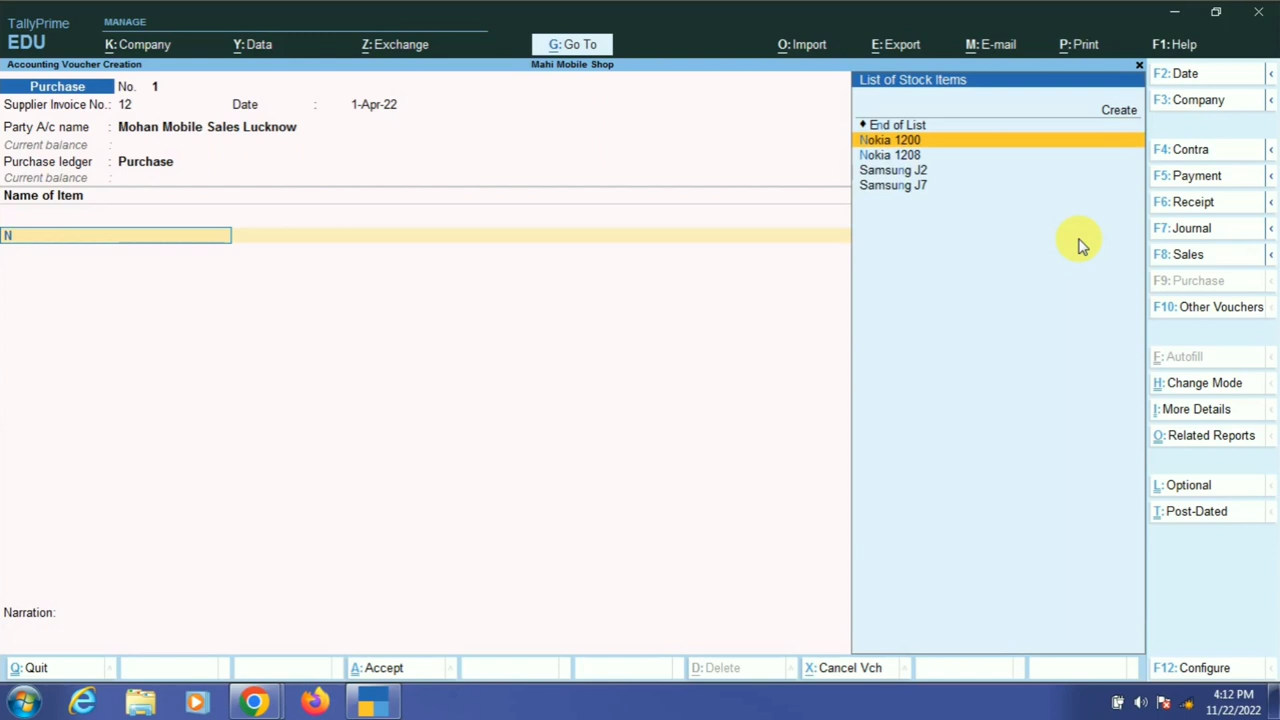 TallyPrime
EDU
MANAGE
K: Company
Y: Data
Z: Exchange
G: Go To
O: Import
E: Export
M: E-mail
P: Print
F1: Help
Accounting Voucher Creation
Mahi Mobile Shop
Purchase No. 1
Supplier Invoice No.: 12 Date : 1-Apr-22
Party A/c name : Mohan Mobile Sales Lucknow
Current balance :
Purchase ledger : Purchase
Current balance :
Name of Item
N
Narration:
List of Stock Items
Create
♦ End of List
Nokia 1200
Nokia 1208
Samsung J2
Samsung J7
F2: Date
F3: Company
F4: Contra
F5: Payment
F6: Receipt
F7: Journal
F8: Sales
F9: Purchase
F10: Other Vouchers
F: Autofill
H: Change Mode
I: More Details
O: Related Reports
L: Optional
T: Post-Dated
Q: Quit
A: Accept
D: Delete
X: Cancel Vch
F12: Configure
4:12 PM
11/22/2022